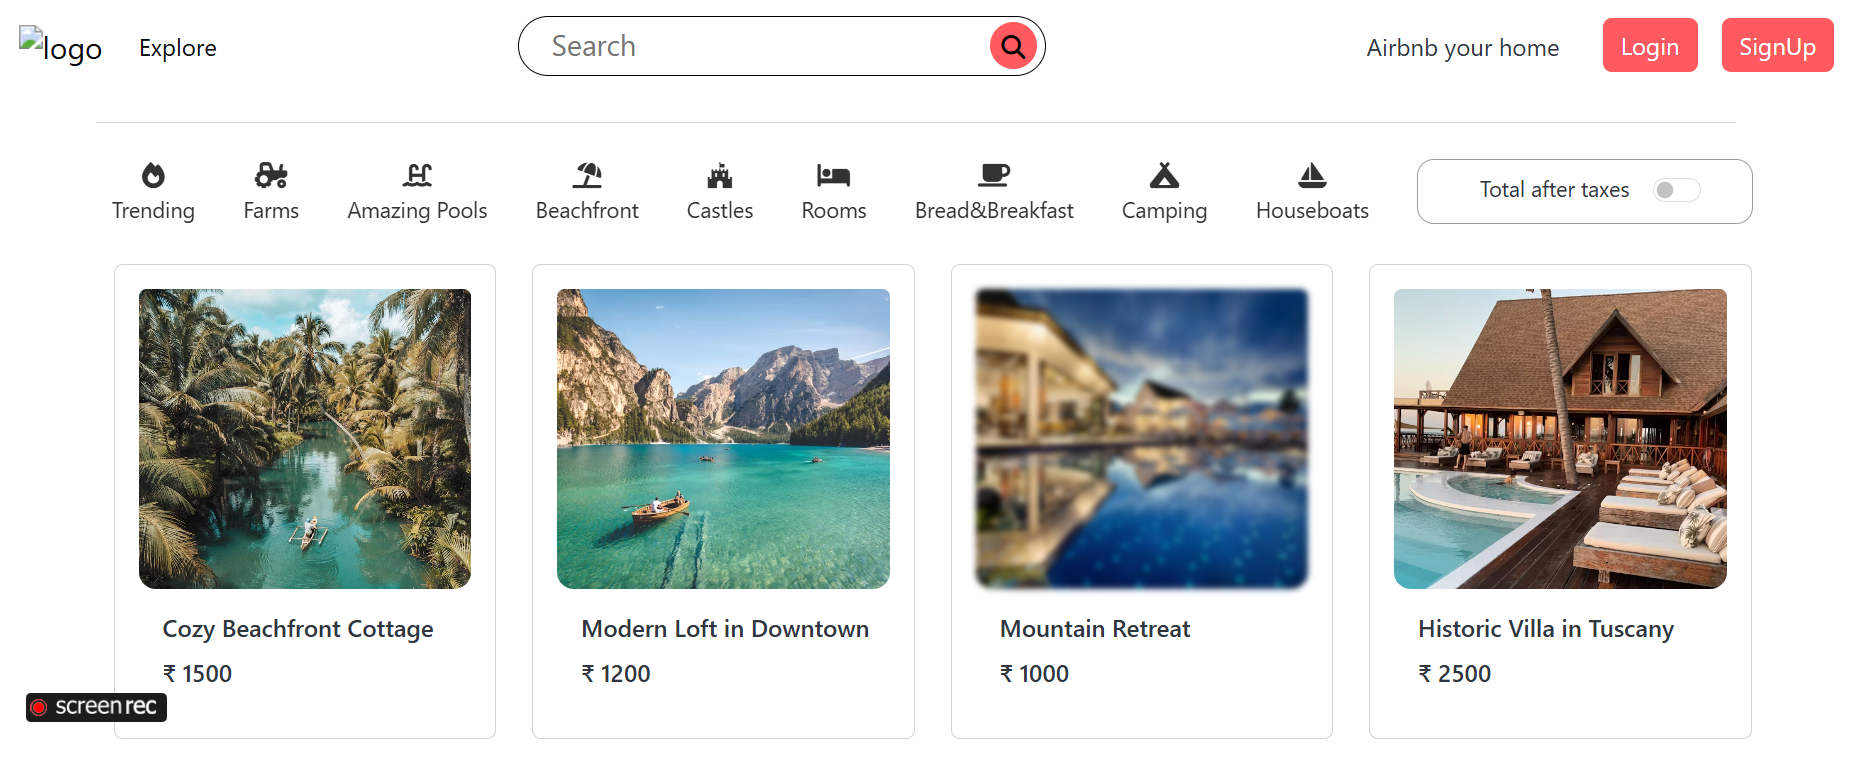 logo
Explore
Search
Airbnb your home
Login
SignUp
Trending
Farms
Amazing Pools
Beachfront
Castles
Rooms
Bread&Breakfast
Camping
Houseboats
Total after taxes
Cozy Beachfront Cottage
₹ 1500
Modern Loft in Downtown
₹ 1200
Mountain Retreat
₹ 1000
Historic Villa in Tuscany
₹ 2500
screenrec